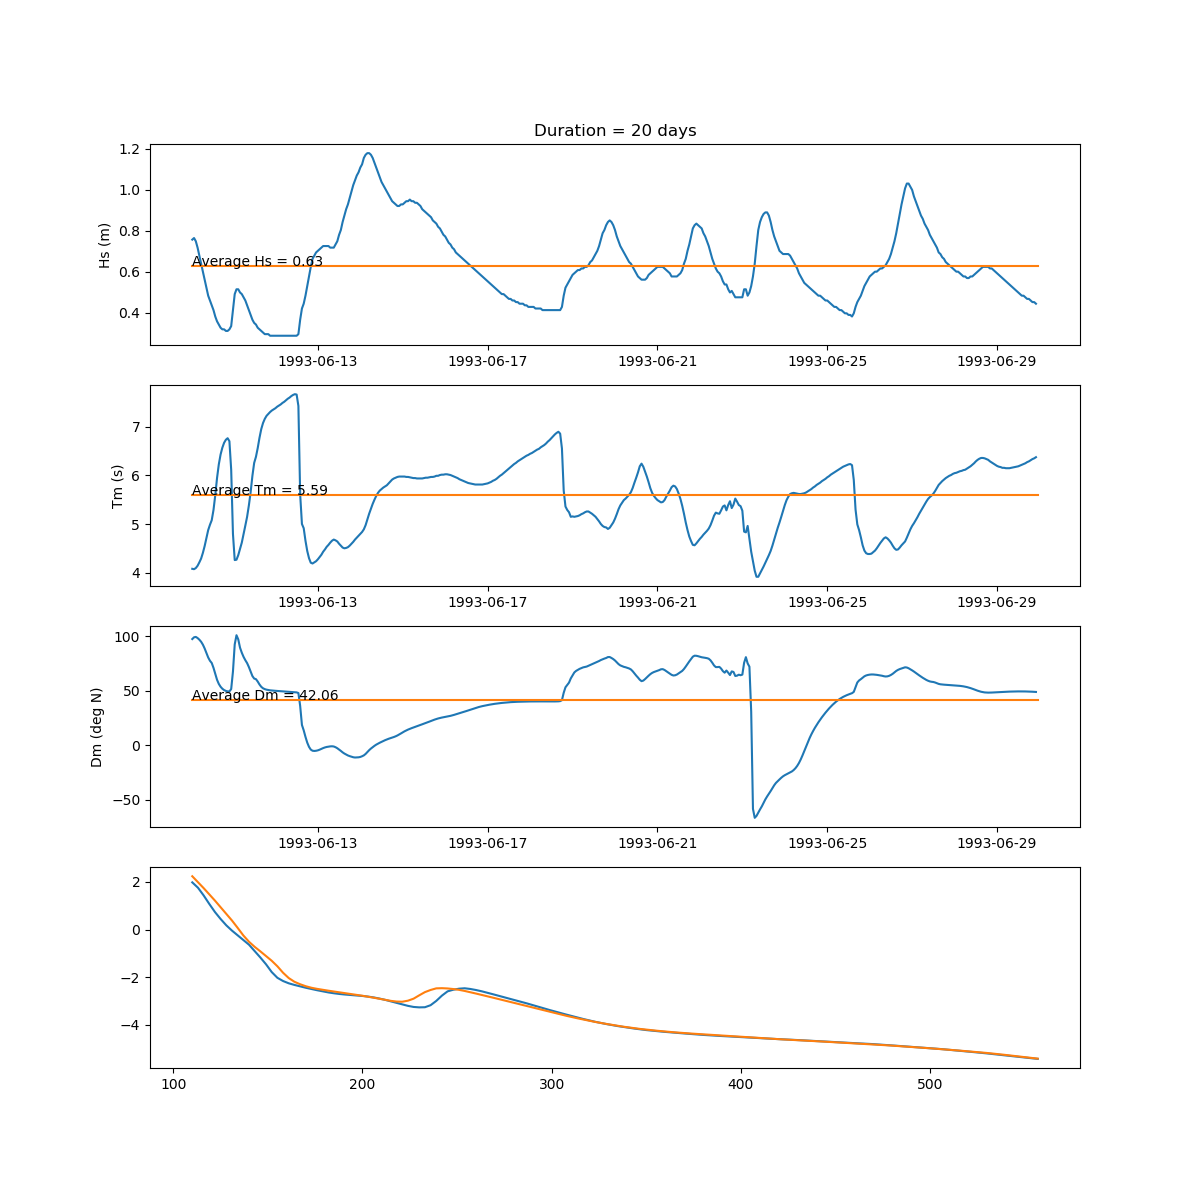 Duration = 20 days
1.2
1.0
0.8
0.6
0.4
Hs (m)
Average Hs = 0.63
1993-06-13 1993-06-17 1993-06-21 1993-06-25 1993-06-29
7
6
5
4
Tm (s)
Average Tm = 5.59
1993-06-13 1993-06-17 1993-06-21 1993-06-25 1993-06-29
100
50
0
−50
Dm (deg N)
Average Dm = 42.06
1993-06-13 1993-06-17 1993-06-21 1993-06-25 1993-06-29
2
0
−2
−4
100 200 300 400 500